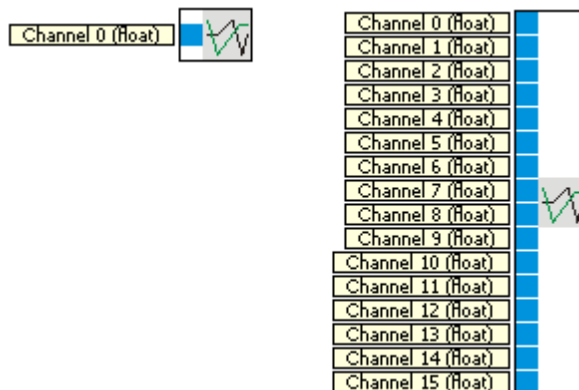 Channel 0 (float)
Channel 0 (float)
Channel 1 (float)
Channel 2 (float)
Channel 3 (float)
Channel 4 (float)
Channel 5 (float)
Channel 6 (float)
Channel 7 (float)
Channel 8 (float)
Channel 9 (float)
Channel 10 (float)
Channel 11 (float)
Channel 12 (float)
Channel 13 (float)
Channel 14 (float)
Channel 15 (float)